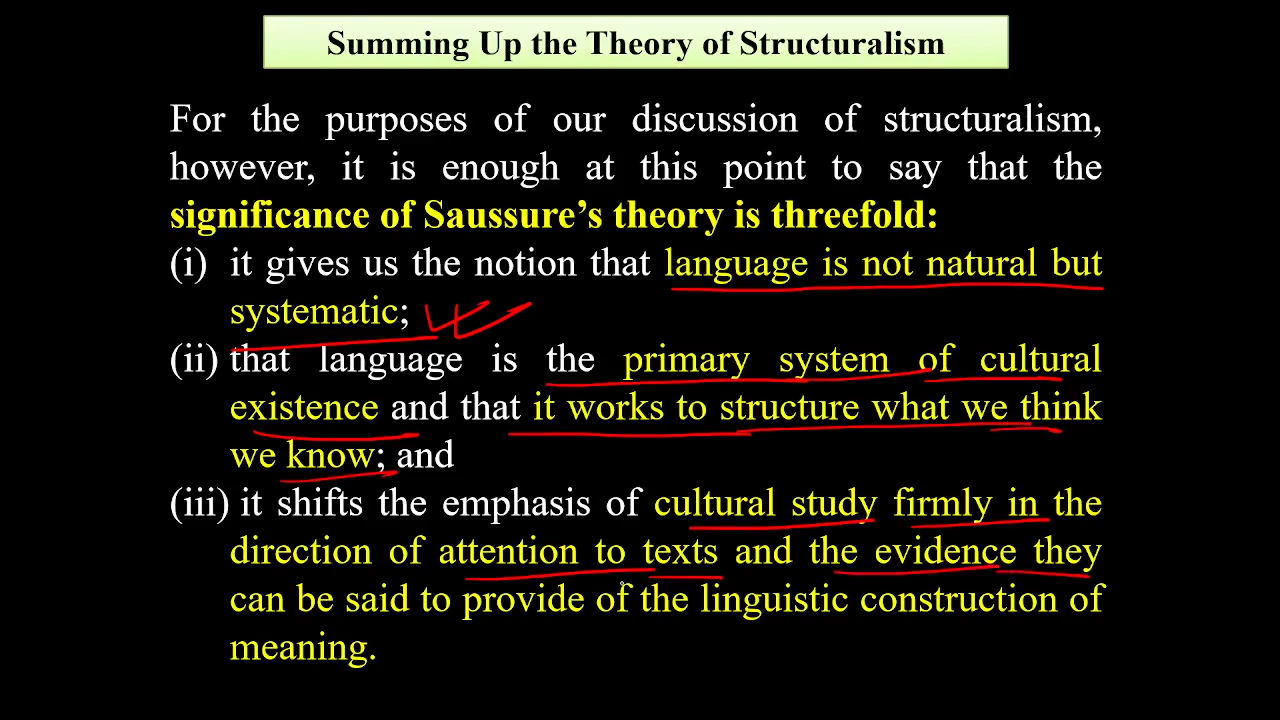 Summing Up the Theory of Structuralism
For the purposes of our discussion of structuralism,
however, it is enough at this point to say that the
significance of Saussure's theory is threefold:
(i) it gives us the notion that language is not natural but
systematic;
(ii) that language is the primary system of cultural
existence and that it works to structure what we think
we know; and
(iii) it shifts the emphasis of cultural study firmly in the
direction of attention to texts and the evidence they
can be said to provide of the linguistic construction of
meaning.